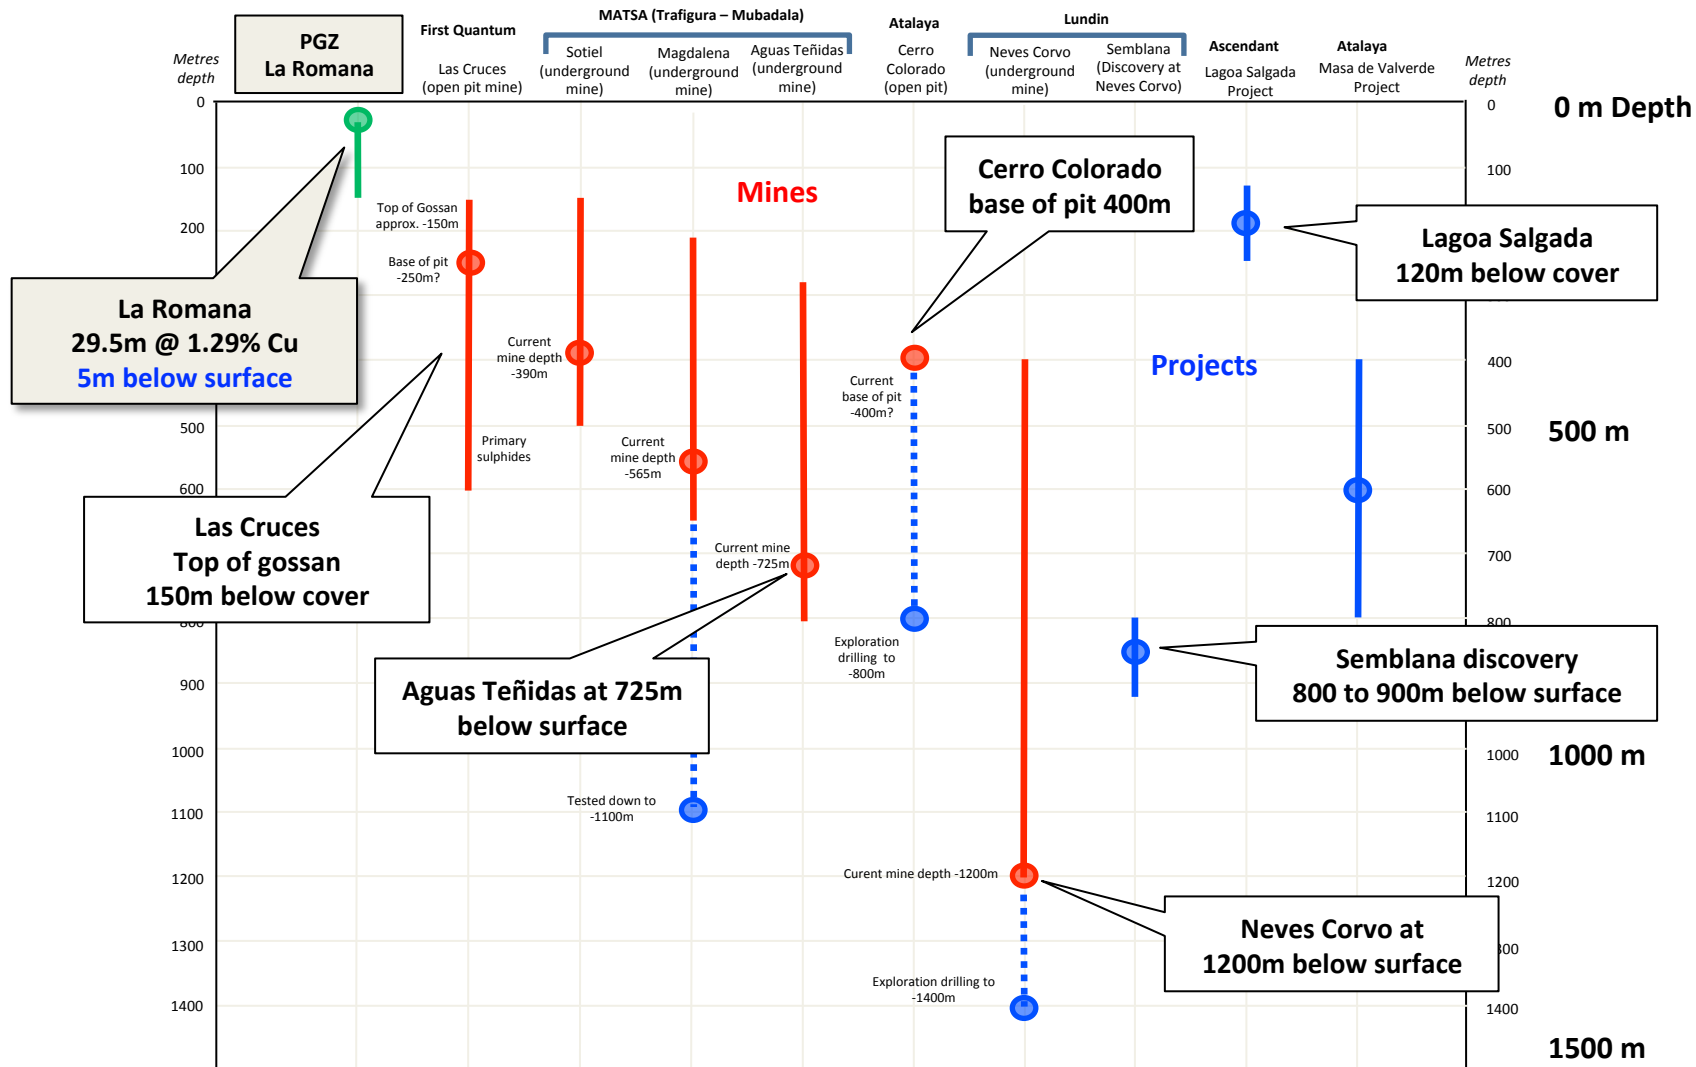 PGZ
La Romana
First Quantum
Las Cruces
(open pit mine)
MATSA (Trafigura – Mubadala)
Sotiel
(underground
mine)
Magdalena
(underground
mine)
Aguas Teñidas
(underground
mine)
Atalaya
Cerro
Colorado
(open pit)
Lundin
Neves Corvo
(underground
mine)
Semblana
(Discovery at
Neves Corvo)
Ascendant
Lagoa Salgada
Project
Atalaya
Masa de Valverde
Project
Metres
depth
0
100
200
400
500
600
800
900
1000
1100
1200
1300
1400
Metres
depth
0
100
400
500
600
700
800
1000
1100
1200
300
1400
0 m Depth
500 m
1000 m
1500 m
Mines
Projects
La Romana
29.5m @ 1.29% Cu
5m below surface
Top of Gossan
approx. -150m
Base of pit
-250m?
Primary
sulphides
Las Cruces
Top of gossan
150m below cover
Current
mine depth
-390m
Current
mine depth
-565m
Tested down to
-1100m
Current mine
depth -725m
Aguas Teñidas at 725m
below surface
Cerro Colorado
base of pit 400m
Current
base of pit
-400m?
Exploration
drilling to
-800m
Curent mine depth -1200m
Exploration drilling to
-1400m
Neves Corvo at
1200m below surface
Semblana discovery
800 to 900m below surface
Lagoa Salgada
120m below cover